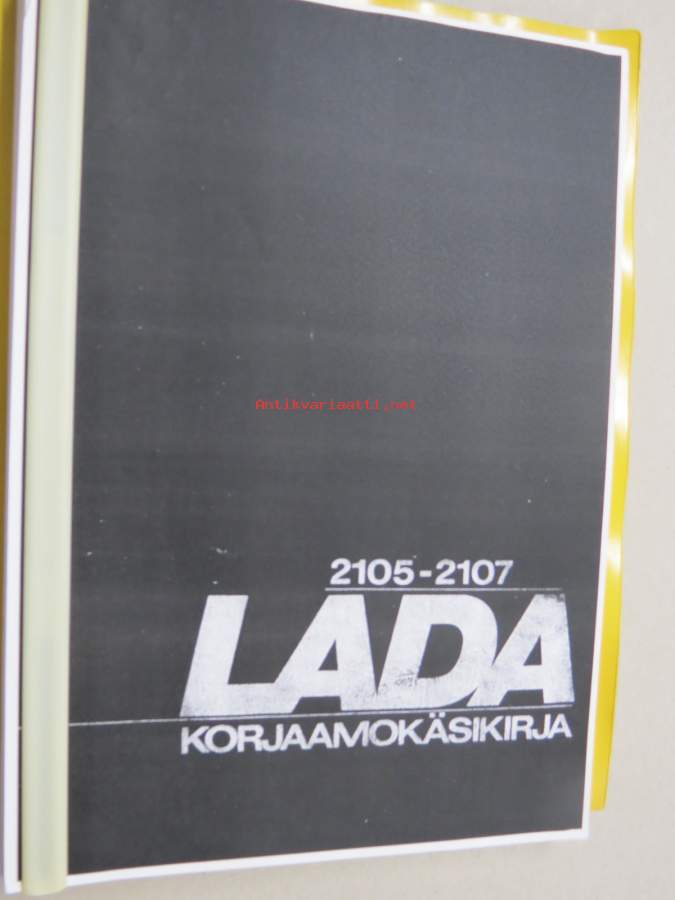 Antikvariaatti.net
2105-2107
LADA
KORJAAMOKÄSIKIRJA